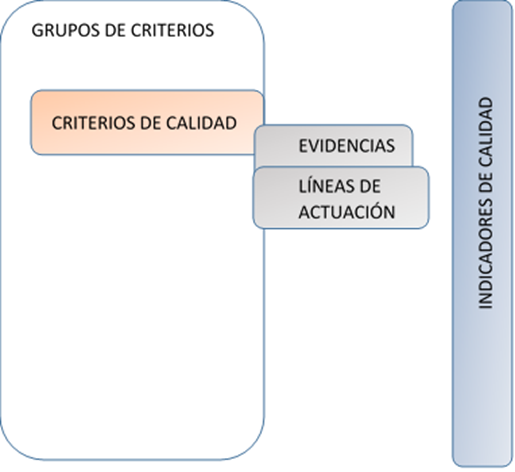 GRUPOS DE CRITERIOS
CRITERIOS DE CALIDAD
EVIDENCIAS
LÍNEAS DE
ACTUACIÓN
INDICADORES DE CALIDAD